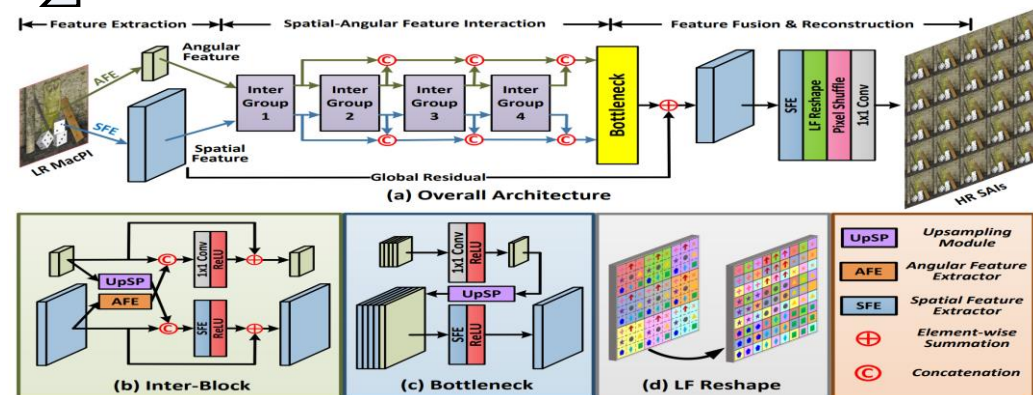 Feature Extraction
Spatial-Angular Feature Interaction
Feature Fusion & Reconstruction
Angular
Feature
AFE
SFE
LR MacPI
Spatial
Feature
Inter
Group
1
Inter
Group
2
Inter
Group
3
Inter
Group
4
C
C
C
C
C
C
Bottleneck
SFE
LF Reshape
Pixel Shuffle
1x1 Conv
HR SAIs
Global Residual
(a) Overall Architecture
UpSP
AFE
C
C
1x1 Conv
ReLU
SFE
ReLU
(b) Inter-Block
1x1 Conv
ReLU
UpSP
SFE
ReLU
(c) Bottleneck
(d) LF Reshape
UpSP
Upsampling
Module
AFE
Angular Feature
Extractor
SFE
Spatial Feature
Extractor
Element-wise
Summation
C
Concatenation